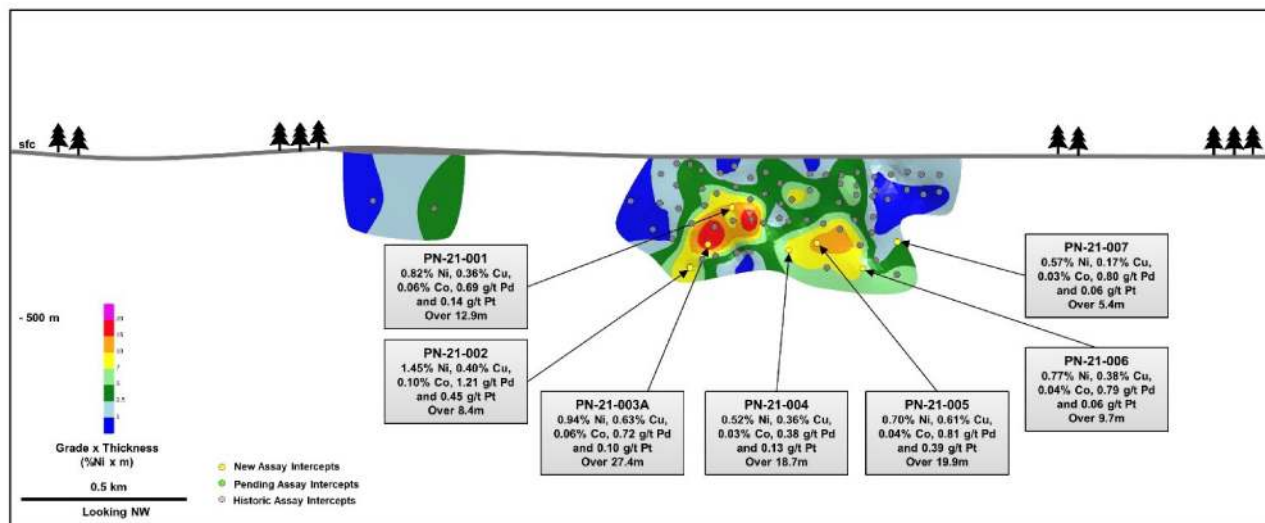 sfc
PN-21-001
0.82% Ni, 0.36% Cu,
0.06% Co, 0.69 g/t Pd
and 0.14 g/t Pt
Over 12.9m
PN-21-007
0.57% Ni, 0.17% Cu,
0.03% Co, 0.80 g/t Pd
and 0.06 g/t Pt
Over 5.4m
- 500 m
PN-21-002
1.45% Ni, 0.40% Cu,
0.10% Co, 1.21 g/t Pd
and 0.45 g/t Pt
Over 8.4m
PN-21-003A
0.94% Ni, 0.63% Cu,
0.06% Co, 0.72 g/t Pd
and 0.10 g/t Pt
Over 27.4m
PN-21-004
0.52% Ni, 0.36% Cu,
0.03% Co, 0.38 g/t Pd
and 0.13 g/t Pt
Over 18.7m
PN-21-005
0.70% Ni, 0.61% Cu,
0.04% Co, 0.81 g/t Pd
and 0.39 g/t Pt
Over 19.9m
PN-21-006
0.77% Ni, 0.38% Cu,
0.04% Co, 0.79 g/t Pd
and 0.06 g/t Pt
Over 9.7m
20
15
10
7
5
2.5
1
Grade x Thickness
(%Ni x m)
0.5 km
Looking NW
New Assay Intercepts
Pending Assay Intercepts
Historic Assay Intercepts